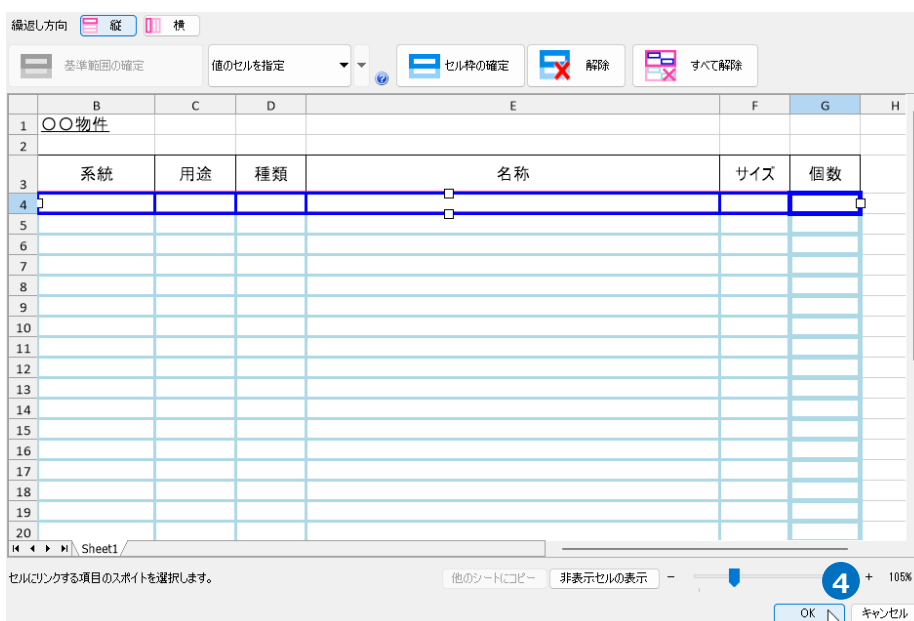 繰返し方向 縦 横
基準範囲の確定 値のセルを指定 セル枠の確定 解除 すべて解除
B C D E F G H
1 〇〇物件
2
3 系統 用途 種類 名称 サイズ 個数
4
5
6
7
8
9
10
11
12
13
14
15
16
17
18
19
20
Sheet1
セルにリンクする項目のスポイトを選択します。 他のシートにコピー 非表示セルの表示 - 4 + 105%
OK キャンセル